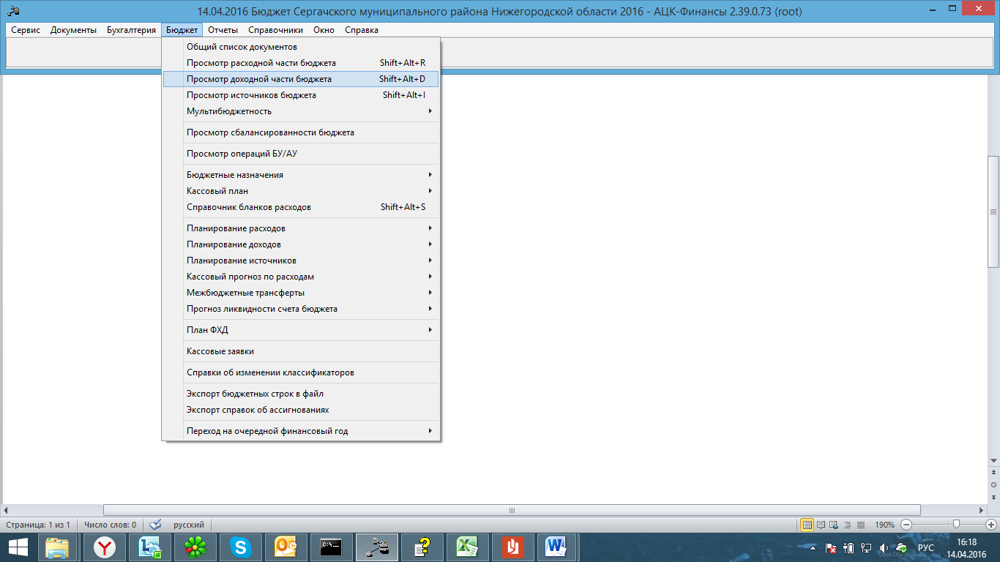 14.04.2016 Бюджет Сергачского муниципального района Нижегородской области 2016 - АЦК-Финансы 2.39.0.73 (root)
Сервис Документы Бухгалтерия Бюджет Отчеты Справочники Окно Справка
Общий список документов
Просмотр расходной части бюджета Shift+Alt+R
Просмотр доходной части бюджета Shift+Alt+D
Просмотр источников бюджета Shift+Alt+I
Мультибюджетность
Просмотр сбалансированности бюджета
Просмотр операций БУ/АУ
Бюджетные назначения
Кассовый план
Справочник бланков расходов Shift+Alt+S
Планирование расходов
Планирование доходов
Планирование источников
Кассовый прогноз по расходам
Межбюджетные трансферты
Прогноз ликвидности счета бюджета
План ФХД
Кассовые заявки
Справки об изменении классификаторов
Экспорт бюджетных строк в файл
Экспорт справок об ассигнованиях
Переход на очередной финансовый год
Страница: 1 из 1 Число слов: 0 русский 190%
РУС 16:18
14.04.2016